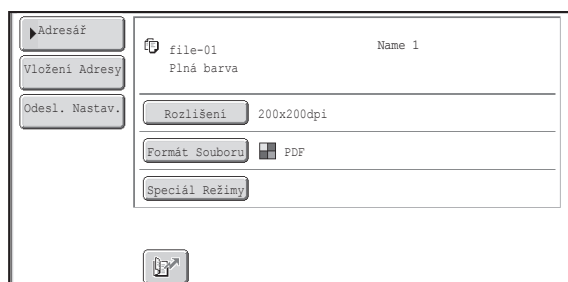 Adresář
Vložení Adresy
Odesl. Nastav.
file-01 Name 1
Plná barva
Rozlišení 200x200dpi
Formát Souboru PDF
Speciál Režimy